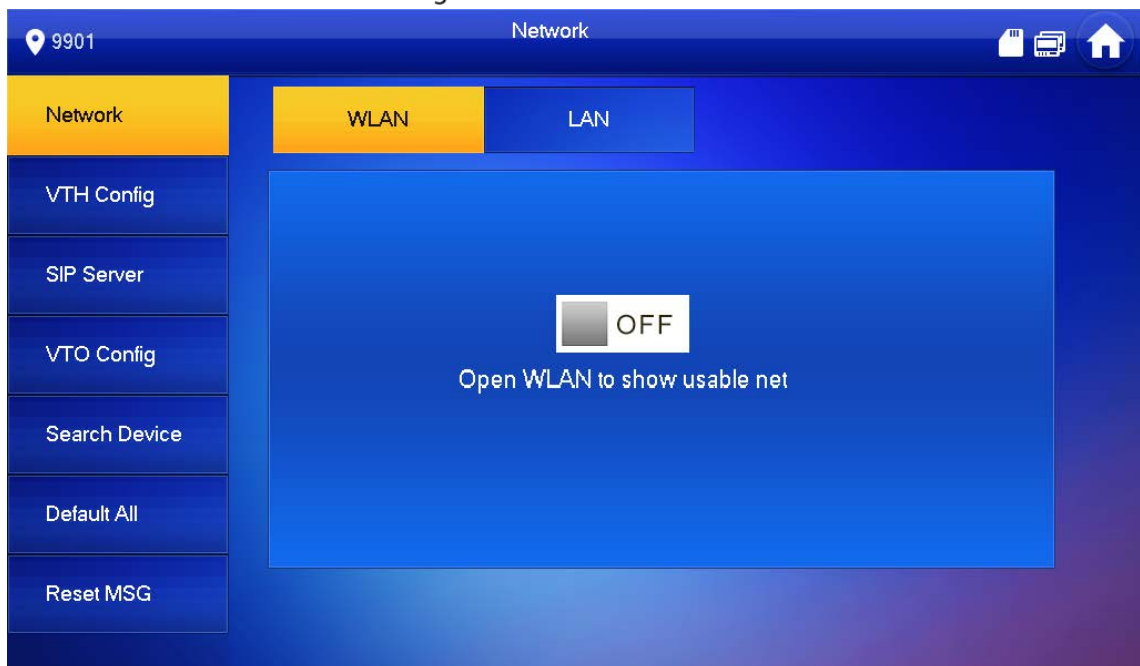 9901
Network
Network
WLAN
LAN
VTH Config
SIP Server
OFF
VTO Config
Open WLAN to show usable net
Search Device
Default All
Reset MSG